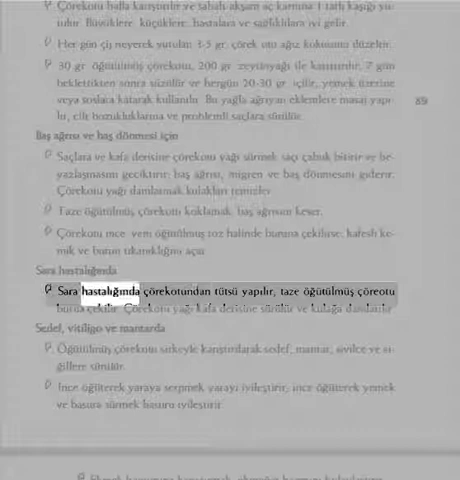 Çörekotu balla karıştırılır ve sabah akşam aç karnına 1 tatlı kaşığı yu-
tulur. Büyüklere, küçüklere, hastalara ve sağlıklılara iyi gelir.
Her gün çiğneyerek yutulan 3-5 gr. çörek otu ağız kokusunu düzeltir.
30 gr. öğütülmüş çörekotu, 200 gr. zeytinyağı ile karıştırılır, 7 gün
beklettikten sonra süzülür ve hergün 20-30 gr. içilir, yemek üzerine
veya soslara katarak kullanılır. Bu yağla ağrıyan eklemlere masaj yapı-
lır, cilt bozukluklarına ve problemli saçlara sürülür.
89
Baş ağrısı ve baş dönmesi için
Saçlara ve kafa derisine çörekotu yağı sürmek saçı çabuk bitirir ve be-
yazlaşmasını geciktirir; baş ağrısı, migren ve baş dönmesini giderir.
Çörekotu yağı damlatmak kulakları temizler.
Taze öğütülmüş çörekotu koklamak, baş ağrısını keser.
Çörekotu ince öğütülmüş toz halinde buruna çekilirse;
mik ve burun tıkanıklığını açar.
Sara hastalığında
Sara hastalığında çörekotundan tütsü yapılır, taze öğütülmüş çöreotu
burna çekilir. Çörekotu yağı kafa derisine sürülür ve kulağa damlatılır.
Sedef, vitiligo ve mantarda
Öğütülmüş çörekotu sirkeyle karıştırılarak sedef, mantar, sivilce ve si-
ğillere sürülür.
İnce öğüterek yaraya serpmek yarayı iyileştirir, ince öğüterek yemek
ve basura sürmek basuru iyileştirir.